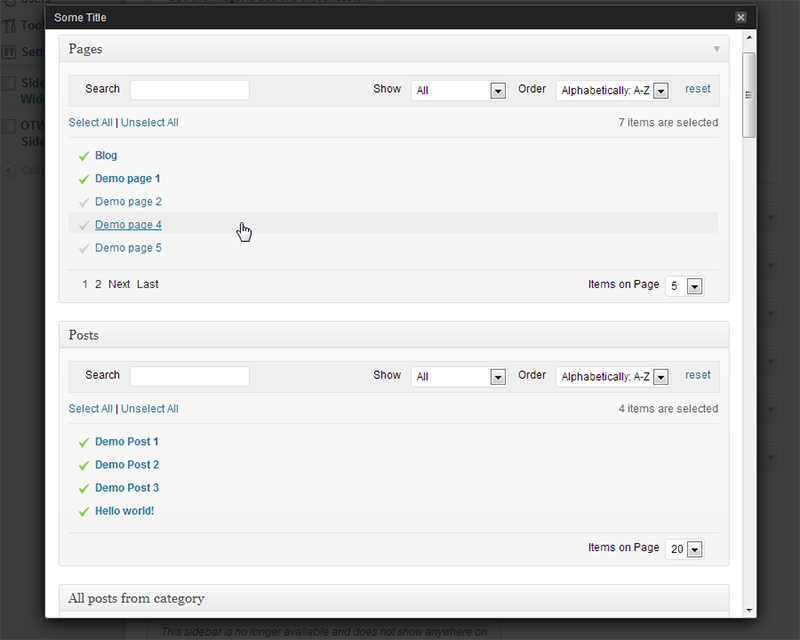 Some Title
Pages
Search Show All Order Alphabetically: A-Z reset
Select All | Unselect All 7 items are selected
Blog
Demo page 1
Demo page 2
Demo page 4
Demo page 5
1 2 Next Last Items on Page 5
Posts
Search Show All Order Alphabetically: A-Z reset
Select All | Unselect All 4 items are selected
Demo Post 1
Demo Post 2
Demo Post 3
Hello world!
Items on Page 20
All posts from category
This sidebar is no longer available and does not show anywhere on